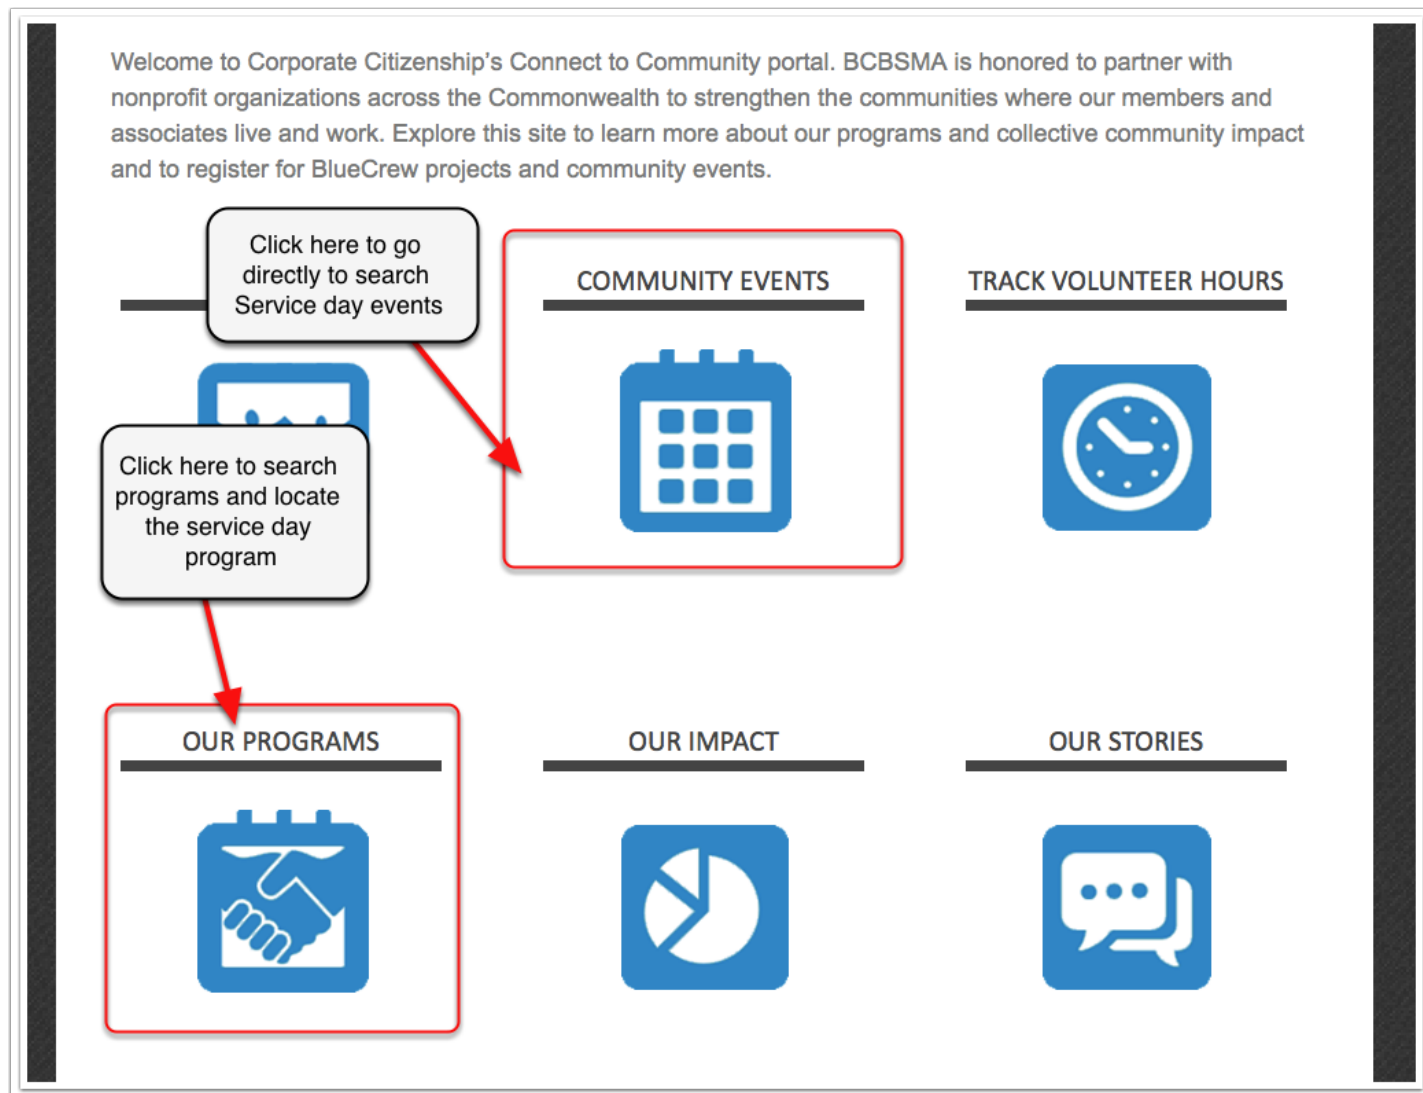 Welcome to Corporate Citizenship's Connect to Community portal. BCBSMA is honored to partner with
nonprofit organizations across the Commonwealth to strengthen the communities where our members and
associates live and work. Explore this site to learn more about our programs and collective community impact
and to register for BlueCrew projects and community events.
Click here to go
directly to search
Service day events
COMMUNITY EVENTS
TRACK VOLUNTEER HOURS
Click here to search
programs and locate
the service day
program
OUR PROGRAMS
OUR IMPACT
OUR STORIES